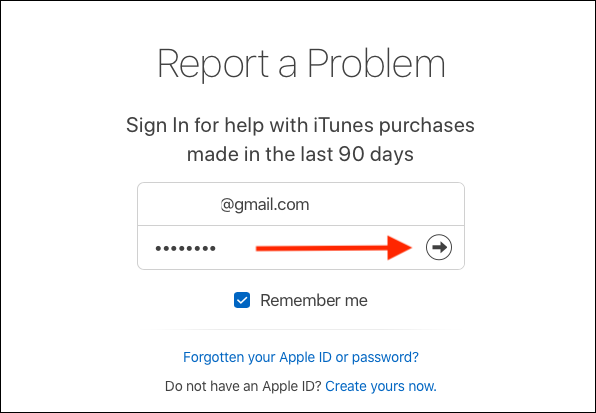 Report a Problem
Sign In for help with iTunes purchases
made in the last 90 days
@gmail.com
••••••••
Remember me
Forgotten your Apple ID or password?
Do not have an Apple ID? Create yours now.